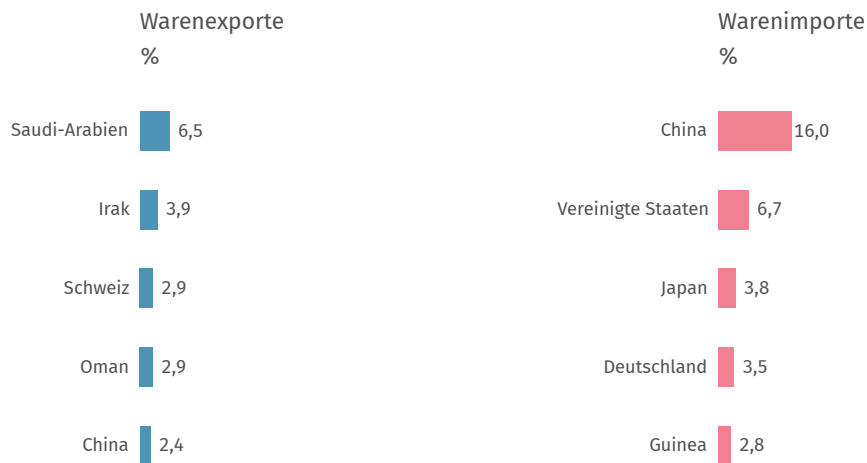 Warenexporte
%
Saudi-Arabien 6,5
Irak 3,9
Schweiz 2,9
Oman 2,9
China 2,4
Warenimporte
%
China 16,0
Vereinigte Staaten 6,7
Japan 3,8
Deutschland 3,5
Guinea 2,8